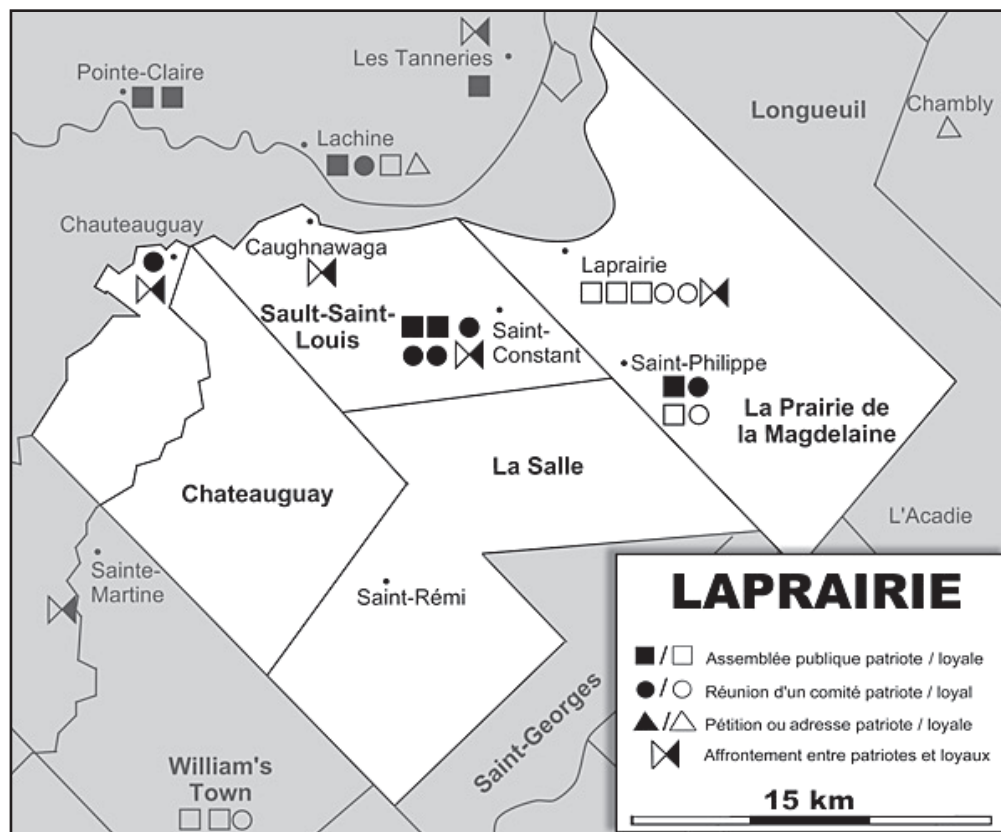 Les Tanneries
Pointe-Claire
Longueuil
Chambly
Lachine
Chauteauguay
Caughnawaga
Laprairie
Sault-Saint-
Louis
Saint-
Constant
Saint-Philippe
La Prairie de
la Magdelaine
La Salle
Chateauguay
L'Acadie
Sainte-
Martine
Saint-Rémi
Saint-Georges
William's
Town
LAPRAIRIE
/ Assemblée publique patriote / loyale
/ Réunion d'un comité patriote / loyal
/ Pétition ou adresse patriote / loyale
Affrontement entre patriotes et loyaux
15 km